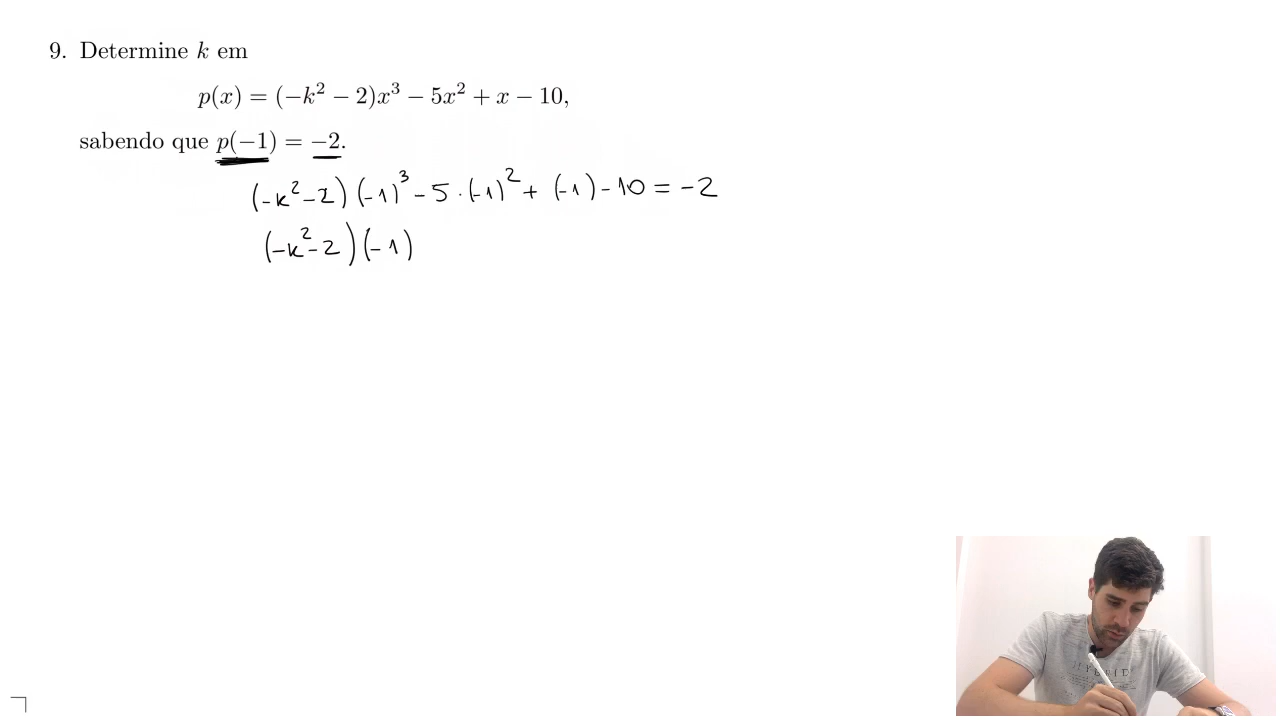 9. Determine k em
p(x) = (−k² − 2)x³ − 5x² + x − 10,
sabendo que p(−1) = −2.
(-k²-2)(-1)³-5·(-1)²+(-1)-10=-2
(-k²-2)(-1)